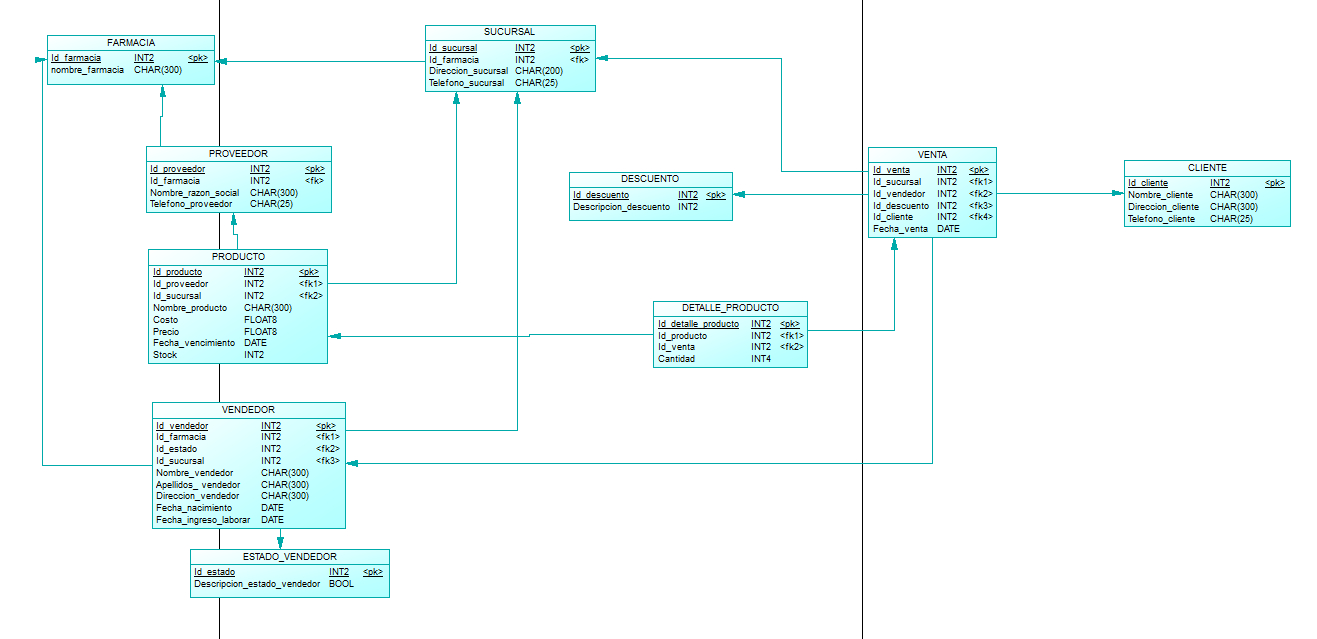 FARMACIA
Id_farmacia INT2 <pk>
nombre_farmacia CHAR(300)
SUCURSAL
Id_sucursal INT2 <pk>
Id_farmacia INT2 <fk>
Direccion_sucursal CHAR(200)
Telefono_sucursal CHAR(25)
PROVEEDOR
Id_proveedor INT2 <pk>
Id_farmacia INT2 <fk>
Nombre_razon_social CHAR(300)
Telefono_proveedor CHAR(25)
DESCUENTO
Id_descuento INT2 <pk>
Descripcion_descuento INT2
VENTA
Id_venta INT2 <pk>
Id_sucursal INT2 <fk1>
Id_vendedor INT2 <fk2>
Id_descuento INT2 <fk3>
Id_cliente INT2 <fk4>
Fecha_venta DATE
CLIENTE
Id_cliente INT2 <pk>
Nombre_cliente CHAR(300)
Direccion_cliente CHAR(300)
Telefono_cliente CHAR(25)
PRODUCTO
Id_producto INT2 <pk>
Id_proveedor INT2 <fk1>
Id_sucursal INT2 <fk2>
Nombre_producto CHAR(300)
Costo FLOAT8
Precio FLOAT8
Fecha_vencimiento DATE
Stock INT2
DETALLE_PRODUCTO
Id_detalle_producto INT2 <pk>
Id_producto INT2 <fk1>
Id_venta INT2 <fk2>
Cantidad INT4
VENDEDOR
Id_vendedor INT2 <pk>
Id_farmacia INT2 <fk1>
Id_estado INT2 <fk2>
Id_sucursal INT2 <fk3>
Nombre_vendedor CHAR(300)
Apellidos_ vendedor CHAR(300)
Direccion_vendedor CHAR(300)
Fecha_nacimiento DATE
Fecha_ingreso_laborar DATE
ESTADO_VENDEDOR
Id_estado INT2 <pk>
Descripcion_estado_vendedor BOOL